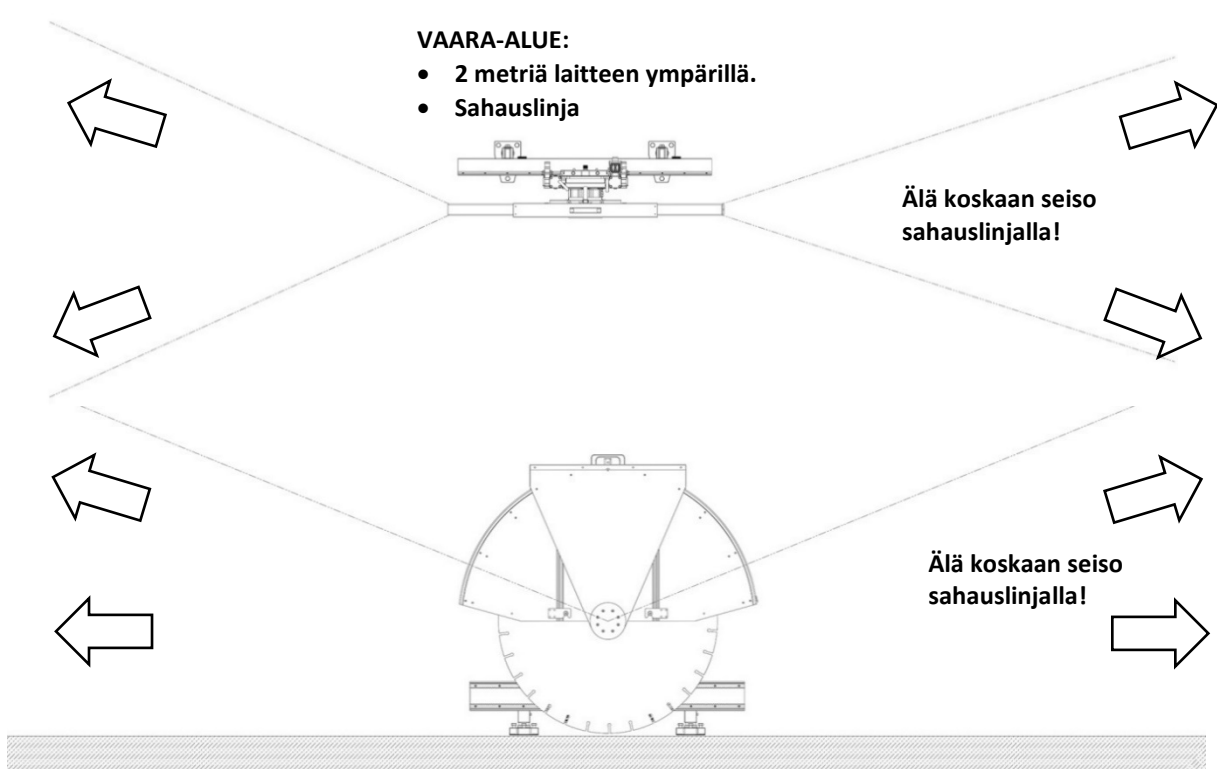 VAARA-ALUE:
• 2 metriä laitteen ympärillä.
• Sahauslinja
Älä koskaan seiso
sahauslinjalla!
Älä koskaan seiso
sahauslinjalla!